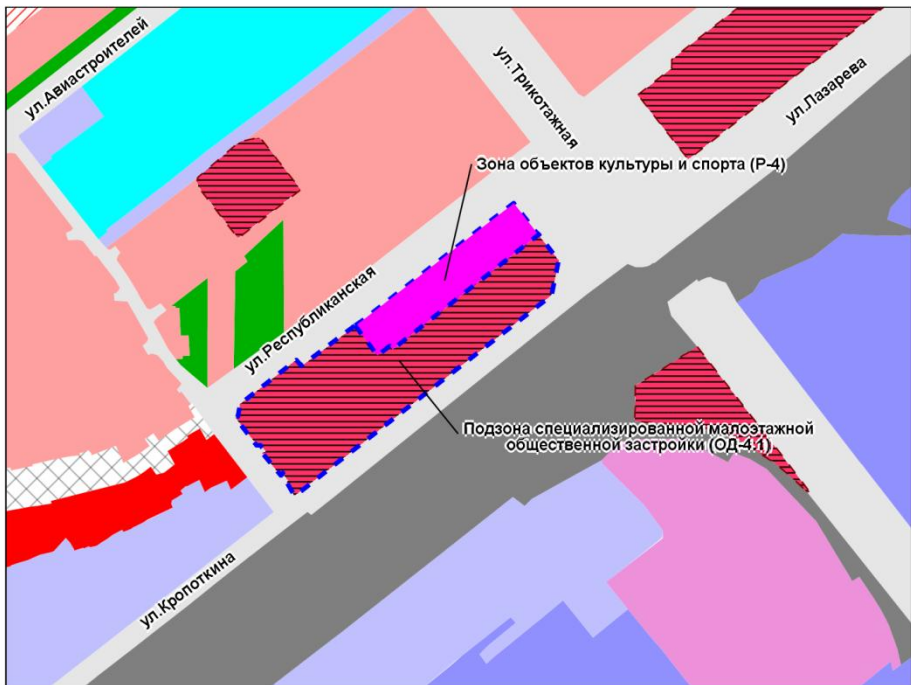 ул.Авиастроителей
ул.Трикотажная
ул.Лазарева
Зона объектов культуры и спорта (Р-4)
ул.Республиканская
Подзона специализированной малоэтажной
общественной застройки (ОД-4.1)
ул.Кропоткина